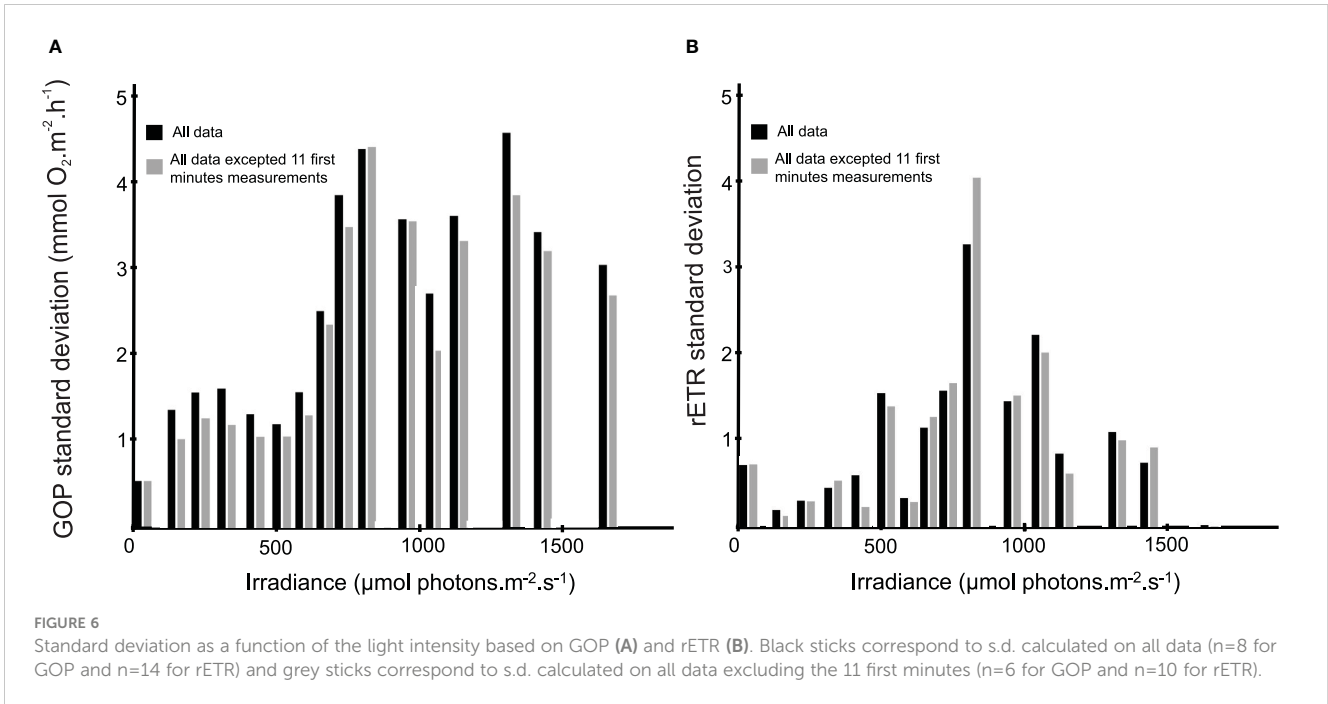 A
GOP standard deviation (mmol O₂.m⁻².h⁻¹)
5
4
3
2
1
All data
All data excepted 11 first
minutes measurements
0
500
1000
1500
Irradiance (µmol photons.m⁻².s⁻¹)
B
rETR standard deviation
5
4
3
2
1
All data
All data excepted 11 first
minutes measurements
0
500
1000
1500
Irradiance (µmol photons.m⁻².s⁻¹)
FIGURE 6
Standard deviation as a function of the light intensity based on GOP (A) and rETR (B). Black sticks correspond to s.d. calculated on all data (n=8 for
GOP and n=14 for rETR) and grey sticks correspond to s.d. calculated on all data excluding the 11 first minutes (n=6 for GOP and n=10 for rETR).